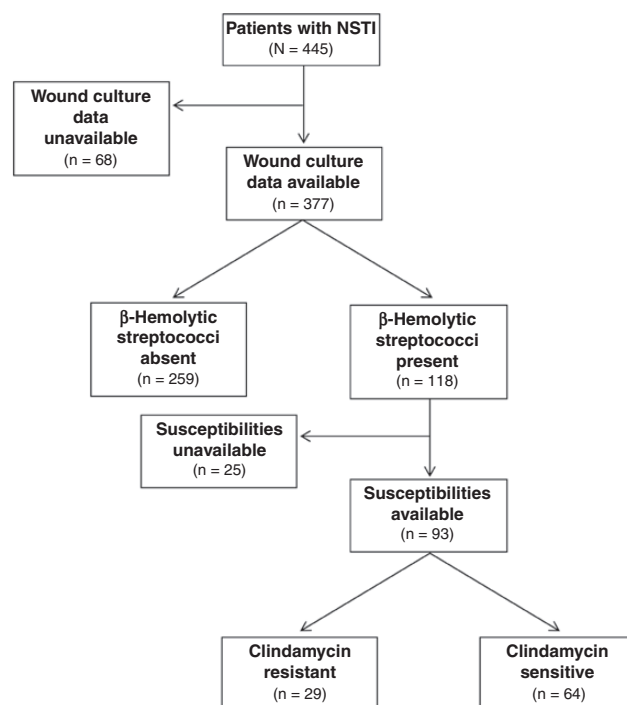 Patients with NSTI
(N = 445)
Wound culture
data
unavailable
(n = 68)
Wound culture
data available
(n = 377)
β-Hemolytic
streptococci
absent
(n = 259)
β-Hemolytic
streptococci
present
(n = 118)
Susceptibilities
unavailable
(n = 25)
Susceptibilities
available
(n = 93)
Clindamycin
resistant
(n = 29)
Clindamycin
sensitive
(n = 64)